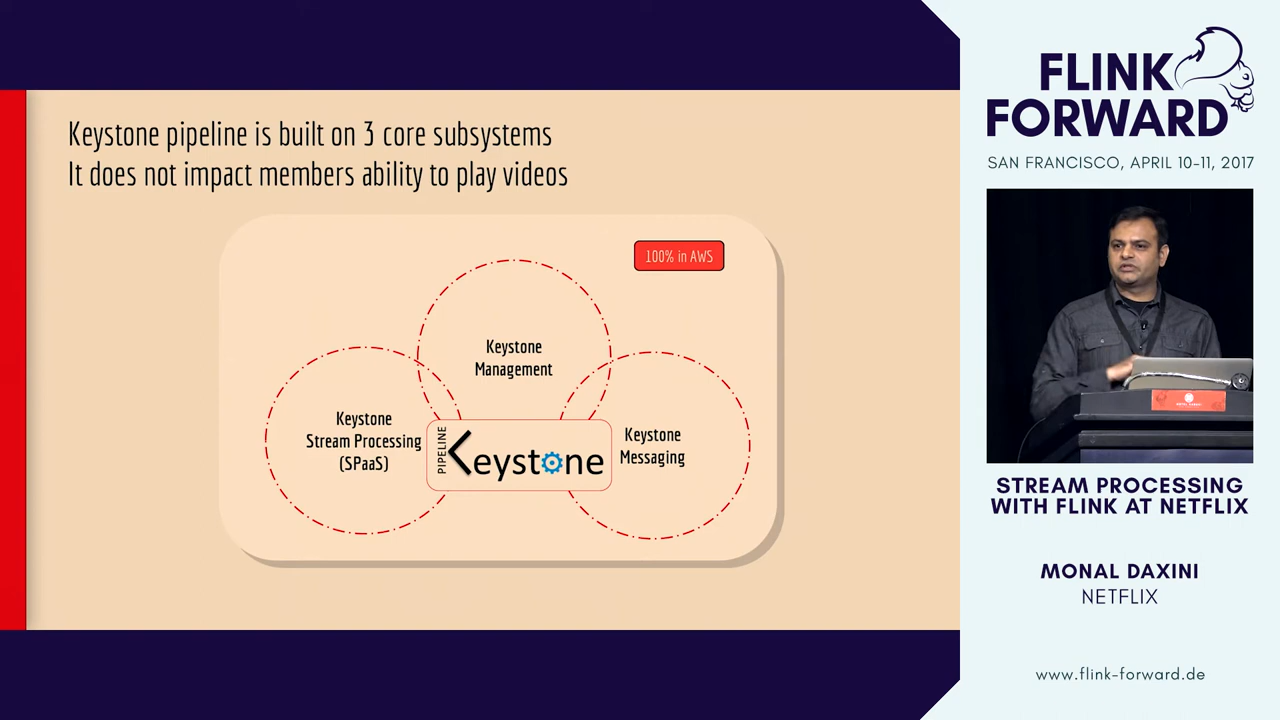 Keystone pipeline is built on 3 core subsystems
It does not impact members ability to play videos
100% in AWS
Keystone
Management
Keystone
Stream Processing
(SPaaS)
PIPELINE
Keystone
Keystone
Messaging
FLINK
FORWARD
SAN FRANCISCO, APRIL 10-11, 2017
STREAM PROCESSING
WITH FLINK AT NETFLIX
MONAL DAXINI
NETFLIX
www.flink-forward.de